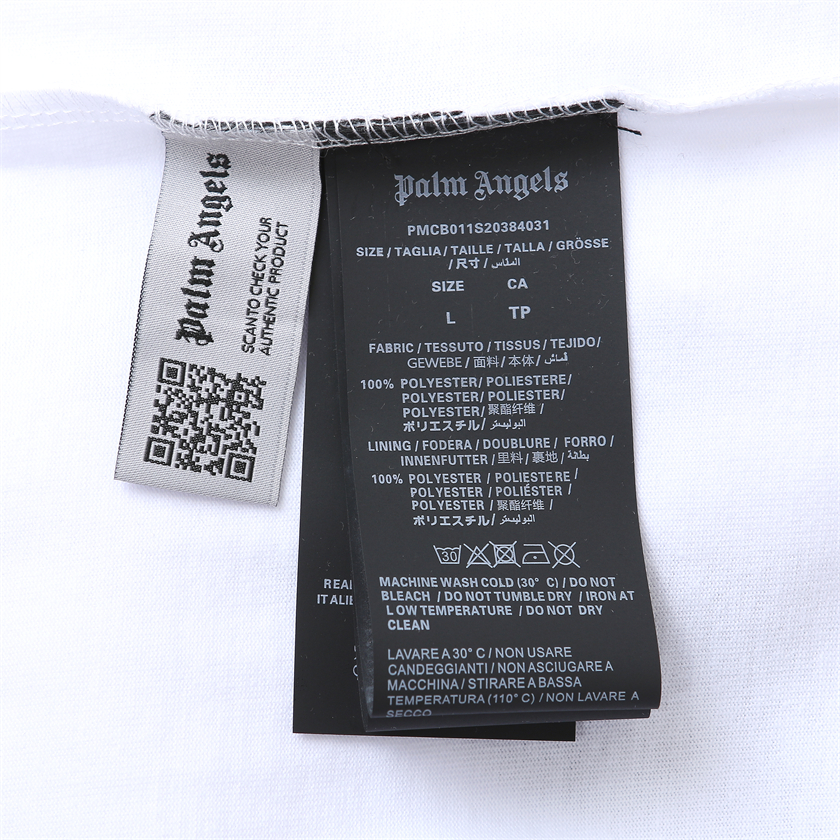 Palm Angels
SCANTO CHECK YOUR
AUTHENTIC PRODUCT
Palm Angels
PMCB011S20384031
SIZE / TAGLIA / TAILLE / TALLA / GRÖSSE
/ 尺寸 / المقاس
SIZE CA
L TP
FABRIC / TESSUTO / TISSUS / TEJIDO/
GEWEBE / 面料 / 本体 / قماش
100% POLYESTER/ POLIESTERE/
POLYESTER/ POLIESTER/
POLYESTER/聚酯纤维 /
ポリエステル/ البوليستر
LINING / FODERA / DOUBLURE / FORRO /
INNENFUTTER / 里料 / 裏地 / بطانة
100% POLYESTER / POLIESTERE /
POLYESTER / POLIÉSTER /
POLYESTER / 聚酯纤维 /
ポリエステル/ البوليستر
30
MACHINE WASH COLD (30° C) / DO NOT
BLEACH / DO NOT TUMBLE DRY / IRON AT
LOW TEMPERATURE / DO NOT DRY
CLEAN
LAVARE A 30° C / NON USARE
CANDEGGIANTI / NON ASCIUGARE A
MACCHINA / STIRARE A BASSA
TEMPERATURA (110° C) / NON LAVARE A
SECCO
REAL
IT ALIE